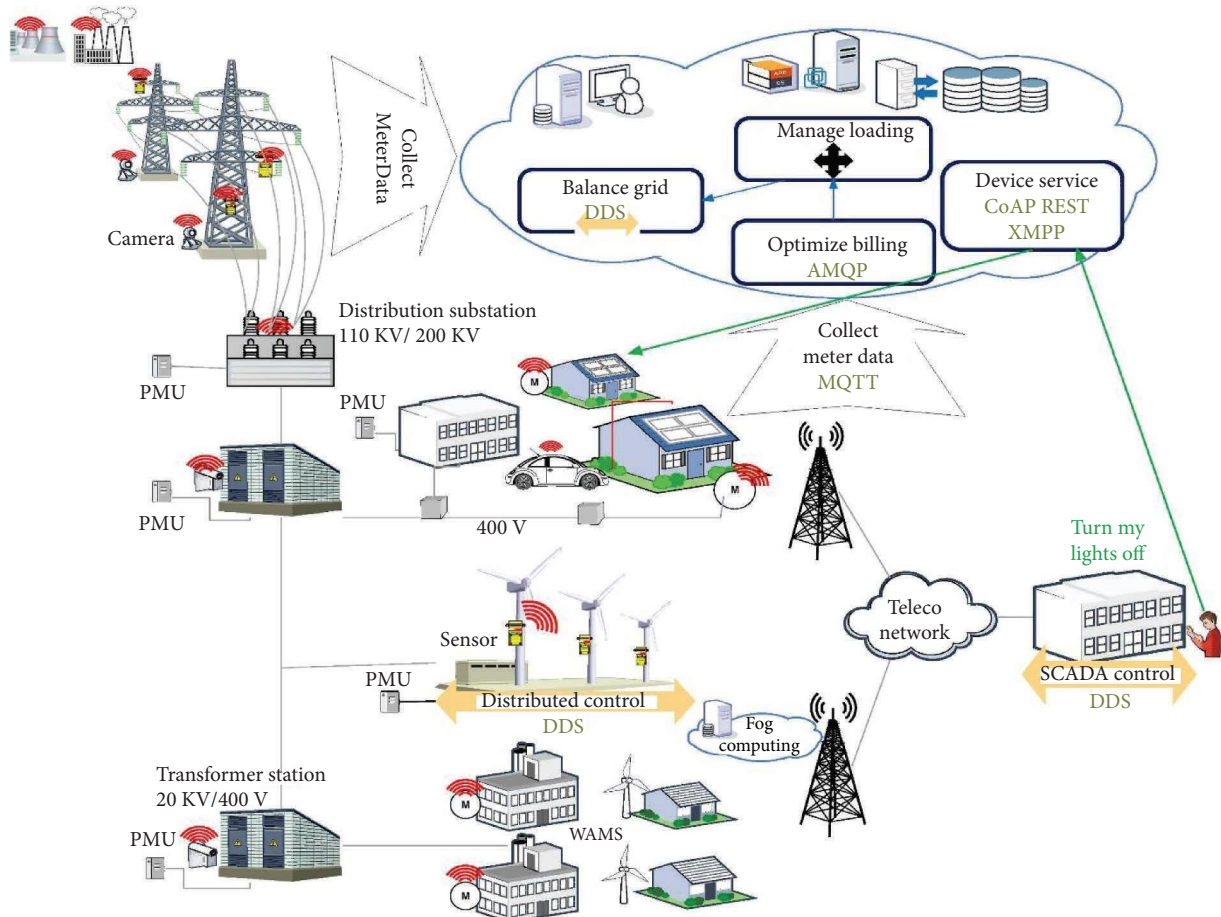 Collect
MeterData
Manage loading
Balance grid
DDS
Device service
CoAP REST
XMPP
Optimize billing
AMQP
Camera
Distribution substation
110 KV/ 200 KV
Collect
meter data
MQTT
PMU
PMU
M
M
PMU
400 V
Turn my
lights off
Teleco
network
Sensor
PMU
Distributed control
DDS
SCADA control
DDS
Fog
computing
Transformer station
20 KV/400 V
PMU
M
WAMS
M